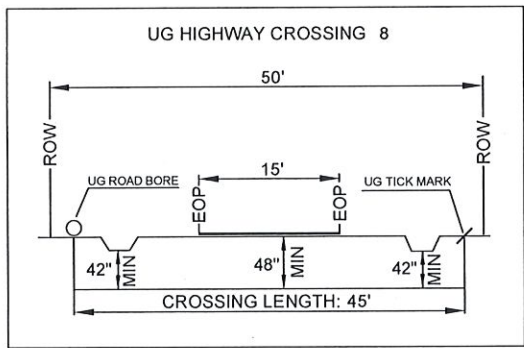 UG HIGHWAY CROSSING 8
50'
ROW
ROW
15'
UG ROAD BORE
EOP
EOP
UG TICK MARK
42"
MIN
48"
MIN
42"
MIN
CROSSING LENGTH: 45'